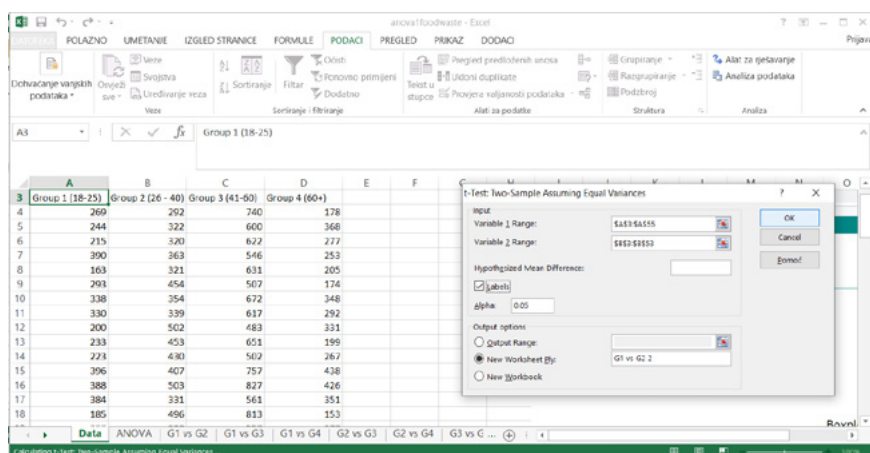 anova1foodwaste - Excel
POLAZNO UMETANJE IZGLED STRANICE FORMULE PODACI PREGLED PRIKAZ DODACI Prijava
Dohvaćanje vanjskih podataka
Osvježi sve
Veze
Svojstva
Uređivanje veza
Veze
Sortiranje
Filtar
Očisti
Ponovno primijeni
Dodatno
Sortiranje i filtriranje
Tekst u stupce
Pregled predloženih unosa
Ukloni duplikate
Provjera valjanosti podataka
Alati za podatke
Grupiranje
Razgrupiranje
Podzbroj
Struktura
Alat za rješavanje
Analiza podataka
Analiza
A3 fx Group 1 (18-25)
A B C D E F
3 Group 1 (18-25) Group 2 (26 - 40) Group 3 (41-60) Group 4 (60+)
4 269 292 740 178
5 244 322 600 368
6 215 320 622 277
7 390 363 546 253
8 163 321 631 205
9 293 454 507 174
10 338 354 672 348
11 330 339 617 292
12 200 502 483 331
13 233 453 651 199
14 223 430 502 267
15 396 407 757 438
16 388 503 827 426
17 384 331 561 351
18 185 496 813 153
t-Test: Two-Sample Assuming Equal Variances ? X
Input
Variable 1 Range: $A$3:$A$55
Variable 2 Range: $B$3:$B$53
Hypothesized Mean Difference:
Labels
Alpha: 0.05
Output options
Output Range:
New Worksheet Ply: G1 vs G2 2
New Workbook
OK
Cancel
Pomoć
Data ANOVA G1 vs G2 G1 vs G3 G1 vs G4 G2 vs G3 G2 vs G4 G3 vs G ...
Calculating t-Test: Two-Sample Assuming Equal Variances